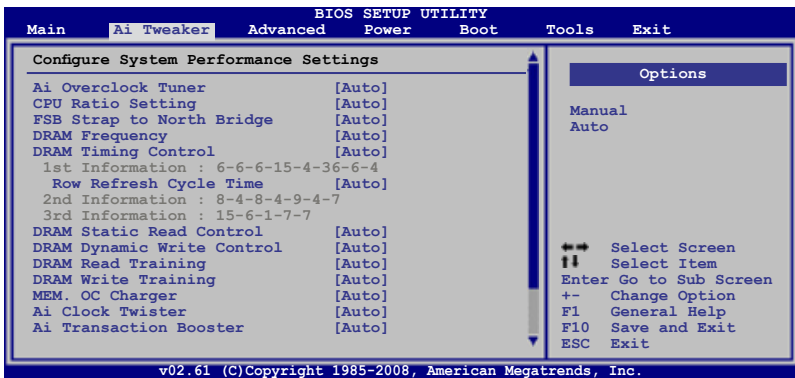 BIOS SETUP UTILITY
Main Ai Tweaker Advanced Power Boot Tools Exit
Configure System Performance Settings
Ai Overclock Tuner [Auto]
CPU Ratio Setting [Auto]
FSB Strap to North Bridge [Auto]
DRAM Frequency [Auto]
DRAM Timing Control [Auto]
1st Information : 6-6-6-15-4-36-6-4
Row Refresh Cycle Time [Auto]
2nd Information : 8-4-8-4-9-4-7
3rd Information : 15-6-1-7-7
DRAM Static Read Control [Auto]
DRAM Dynamic Write Control [Auto]
DRAM Read Training [Auto]
DRAM Write Training [Auto]
MEM. OC Charger [Auto]
Ai Clock Twister [Auto]
Ai Transaction Booster [Auto]
Options
Manual
Auto
Select Screen
Select Item
Enter Go to Sub Screen
+- Change Option
F1 General Help
F10 Save and Exit
ESC Exit
v02.61 (C)Copyright 1985-2008, American Megatrends, Inc.